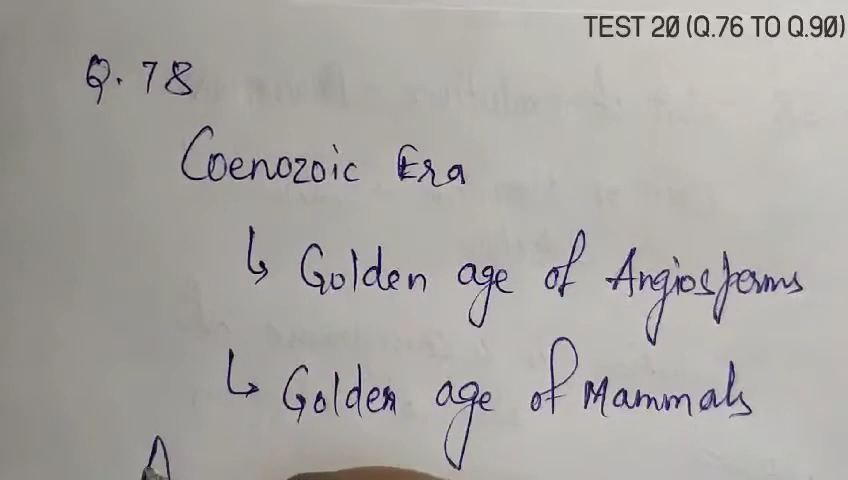 TEST 20 (Q.76 TO Q.90)
Q. 78
Coenozoic Era
↳ Golden age of Angiosperms
↳ Golden age of Mammals